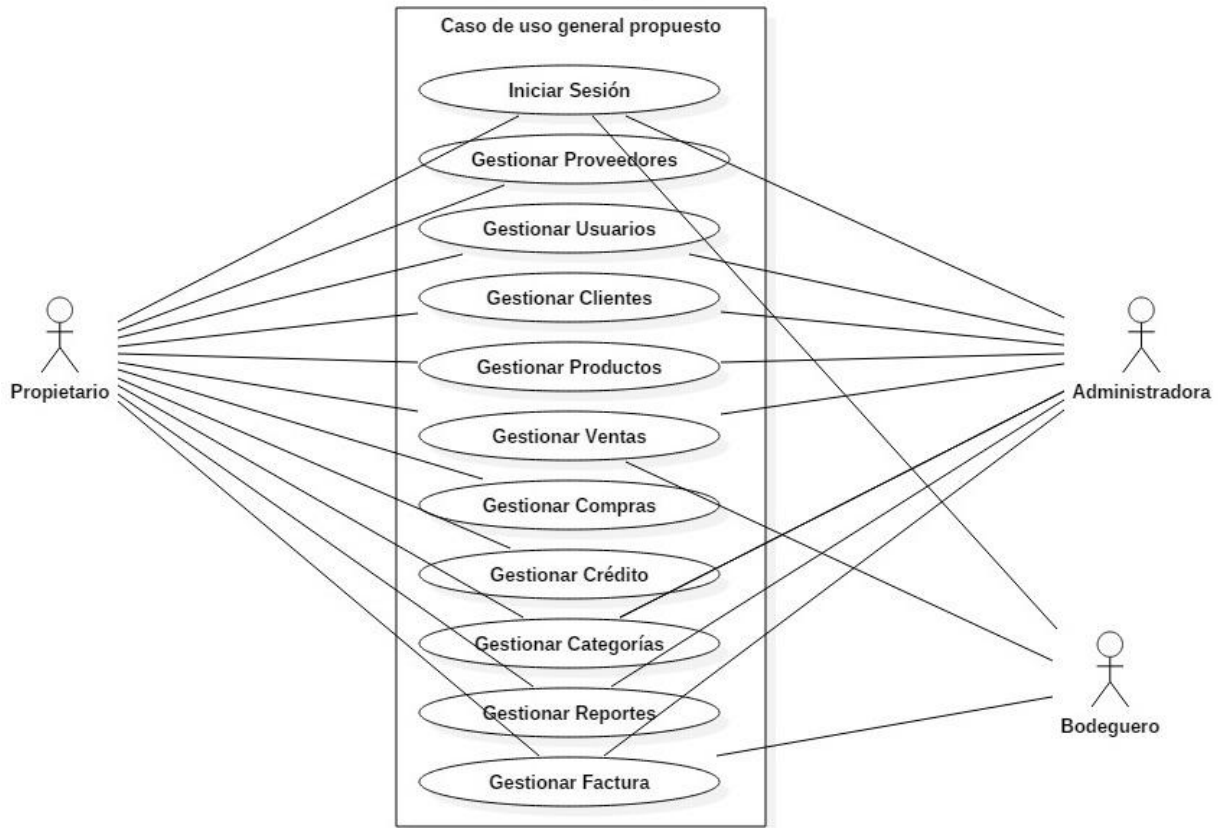 Caso de uso general propuesto
Iniciar Sesión
Gestionar Proveedores
Gestionar Usuarios
Gestionar Clientes
Gestionar Productos
Gestionar Ventas
Gestionar Compras
Gestionar Crédito
Gestionar Categorías
Gestionar Reportes
Gestionar Factura
Propietario
Administradora
Bodeguero